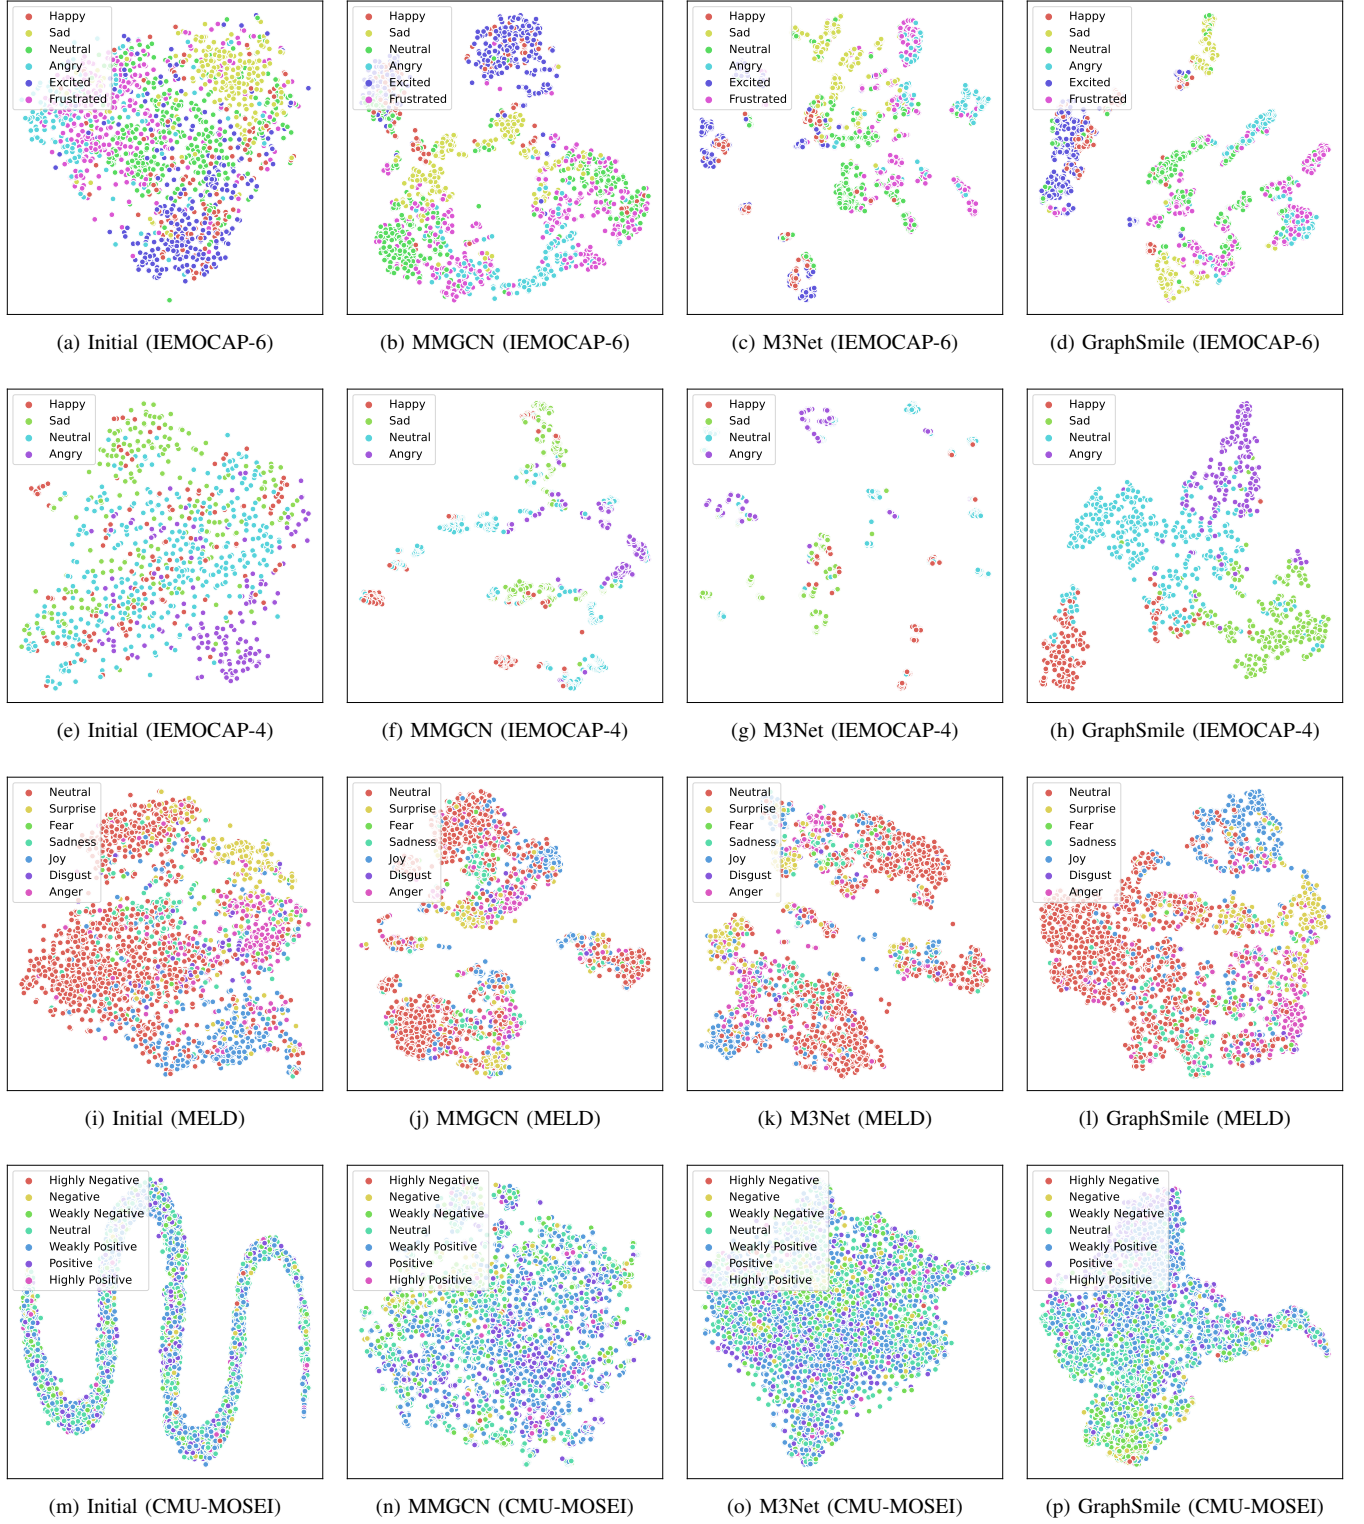 Happy
Sad
Neutral
Angry
Excited
Frustrated
Happy
Sad
Neutral
Angry
Excited
Frustrated
Happy
Sad
Neutral
Angry
Excited
Frustrated
Happy
Sad
Neutral
Angry
Excited
Frustrated
(a) Initial (IEMOCAP-6)
(b) MMGCN (IEMOCAP-6)
(c) M3Net (IEMOCAP-6)
(d) GraphSmile (IEMOCAP-6)
Happy
Sad
Neutral
Angry
Happy
Sad
Neutral
Angry
Happy
Sad
Neutral
Angry
Happy
Sad
Neutral
Angry
(e) Initial (IEMOCAP-4)
(f) MMGCN (IEMOCAP-4)
(g) M3Net (IEMOCAP-4)
(h) GraphSmile (IEMOCAP-4)
Neutral
Surprise
Fear
Sadness
Joy
Disgust
Anger
Neutral
Surprise
Fear
Sadness
Joy
Disgust
Anger
Neutral
Surprise
Fear
Sadness
Joy
Disgust
Anger
Neutral
Surprise
Fear
Sadness
Joy
Disgust
Anger
(i) Initial (MELD)
(j) MMGCN (MELD)
(k) M3Net (MELD)
(l) GraphSmile (MELD)
Highly Negative
Negative
Weakly Negative
Neutral
Weakly Positive
Positive
Highly Positive
Highly Negative
Negative
Weakly Negative
Neutral
Weakly Positive
Positive
Highly Positive
Highly Negative
Negative
Weakly Negative
Neutral
Weakly Positive
Positive
Highly Positive
Highly Negative
Negative
Weakly Negative
Neutral
Weakly Positive
Positive
Highly Positive
(m) Initial (CMU-MOSEI)
(n) MMGCN (CMU-MOSEI)
(o) M3Net (CMU-MOSEI)
(p) GraphSmile (CMU-MOSEI)